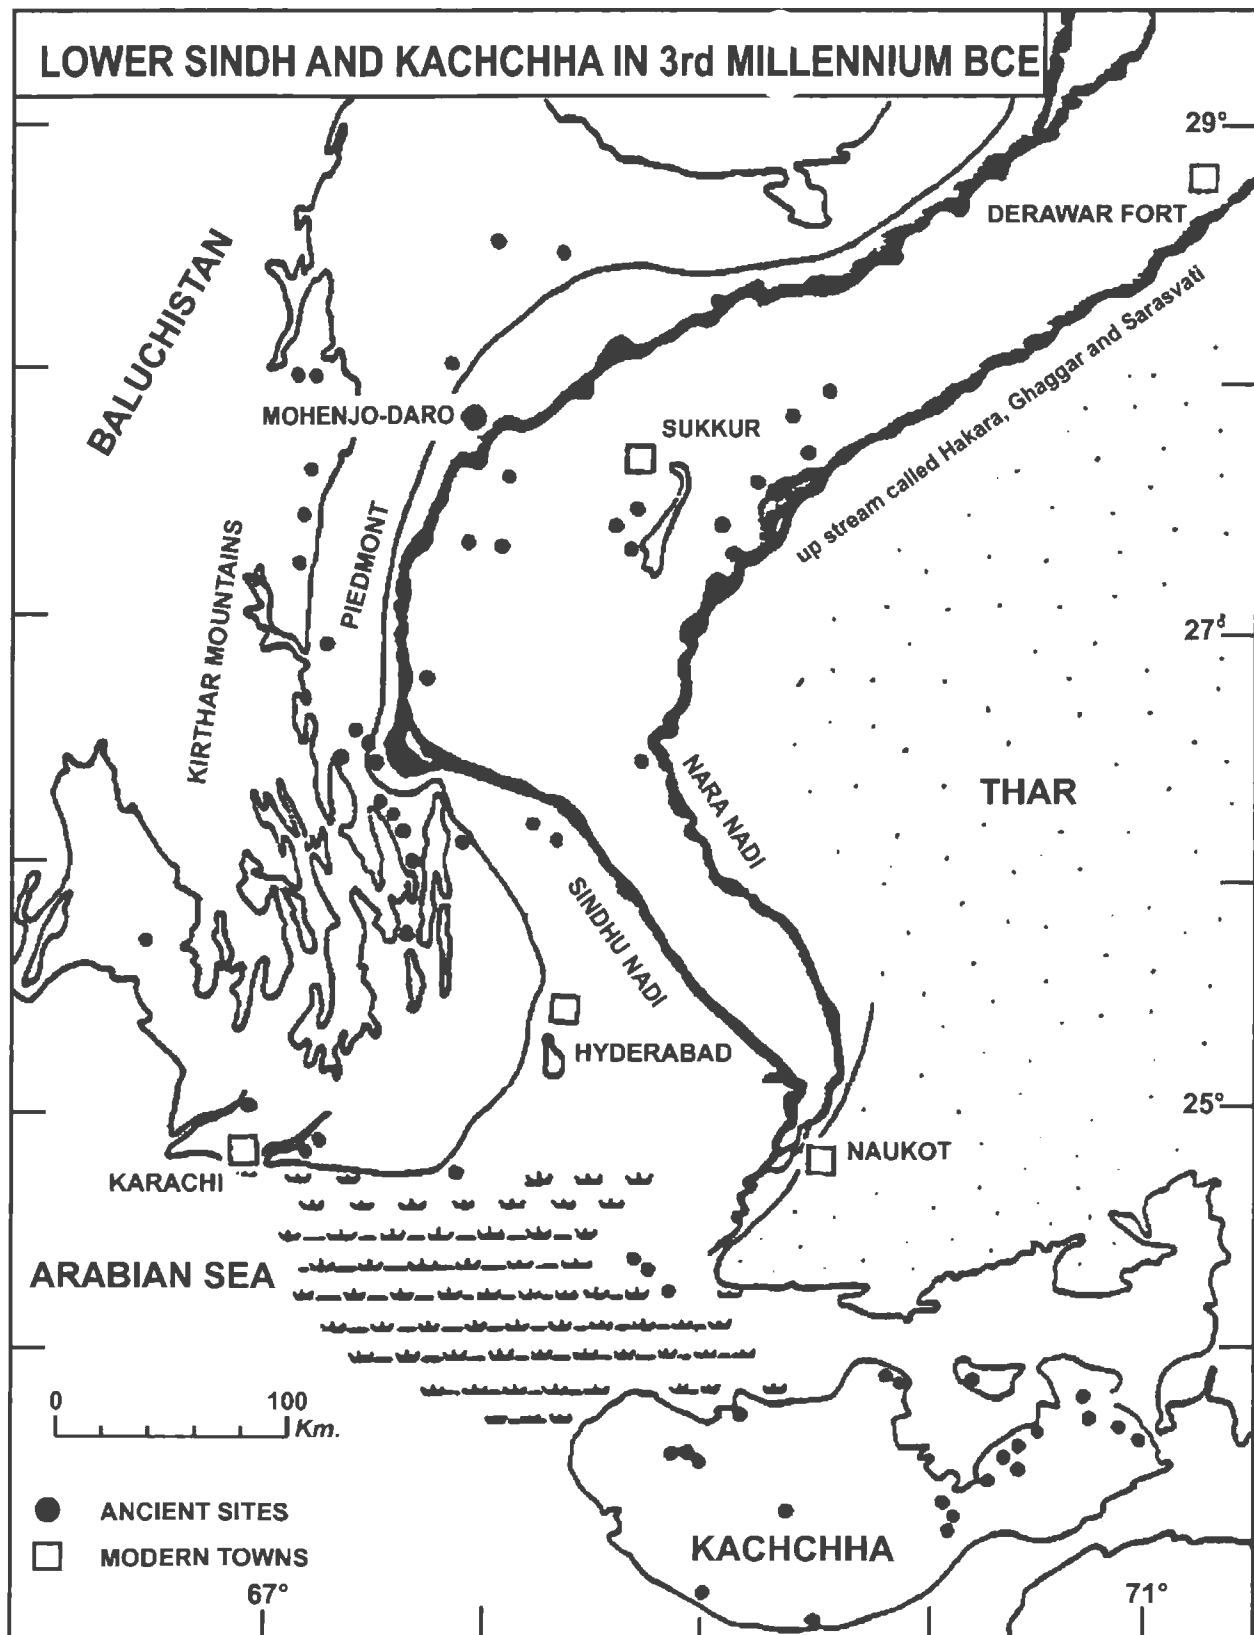 LOWER SINDH AND KACHCHHA IN 3rd MILLENNIUM BCE
29°
DERAWAR FORT
BALUCHISTAN
up stream called Hakara, Ghaggar and Sarasvati
MOHENJO-DARO
SUKKUR
PIEDMONT
KIRTHAR MOUNTAINS
27°
NARA NADI
THAR
SINDHU NADI
HYDERABAD
25°
NAUKOT
KARACHI
ARABIAN SEA
0 100
Km.
ANCIENT SITES
MODERN TOWNS
KACHCHHA
67° 71°